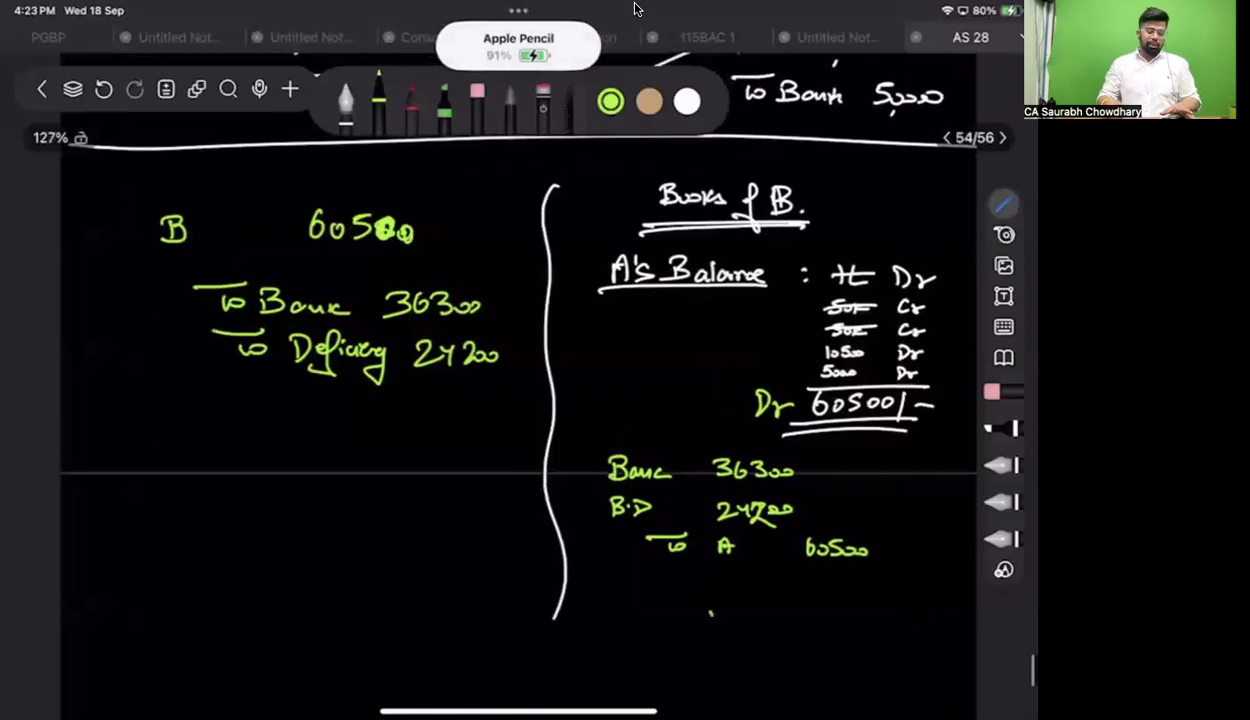 4:23 PM Wed 18 Sep
80%
PGBP
Untitled Not...
Untitled Not...
Apple Pencil
91%
115BAC 1
Untitled Not...
AS 28
CA Saurabh Chowdhary
To Bank 50000
127%
54/56
B 60500
To Bank 36300
To Deficiency 24200
Books of B.
A's Balance : Dr
Cr
Cr
10500 Dr
5000 Dr
Dr 60500/-
Bank 36300
B.D 24200
To A 60500